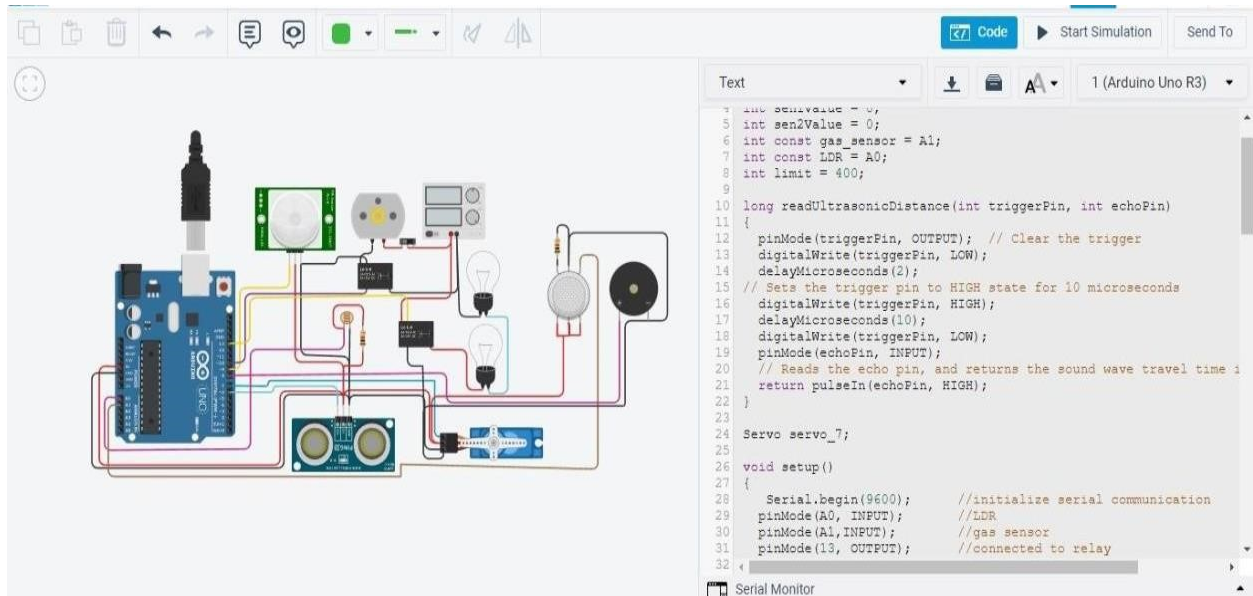 Code
Start Simulation
Send To
Text
1 (Arduino Uno R3)
4 int sen1Value = 0;
5 int sen2Value = 0;
6 int const gas_sensor = A1;
7 int const LDR = A0;
8 int limit = 400;
9
10 long readUltrasonicDistance(int triggerPin, int echoPin)
11 {
12 pinMode(triggerPin, OUTPUT);  // Clear the trigger
13 digitalWrite(triggerPin, LOW);
14 delayMicroseconds(2);
15 // Sets the trigger pin to HIGH state for 10 microseconds
16 digitalWrite(triggerPin, HIGH);
17 delayMicroseconds(10);
18 digitalWrite(triggerPin, LOW);
19 pinMode(echoPin, INPUT);
20 // Reads the echo pin, and returns the sound wave travel time i
21 return pulseIn(echoPin, HIGH);
22 }
23
24 Servo servo_7;
25
26 void setup()
27 {
28 Serial.begin(9600);       //initialize serial communication
29 pinMode(A0, INPUT);      //LDR
30 pinMode(A1,INPUT);       //gas sensor
31 pinMode(13, OUTPUT);     //connected to relay
32
Serial Monitor
UNO
ARDUINO